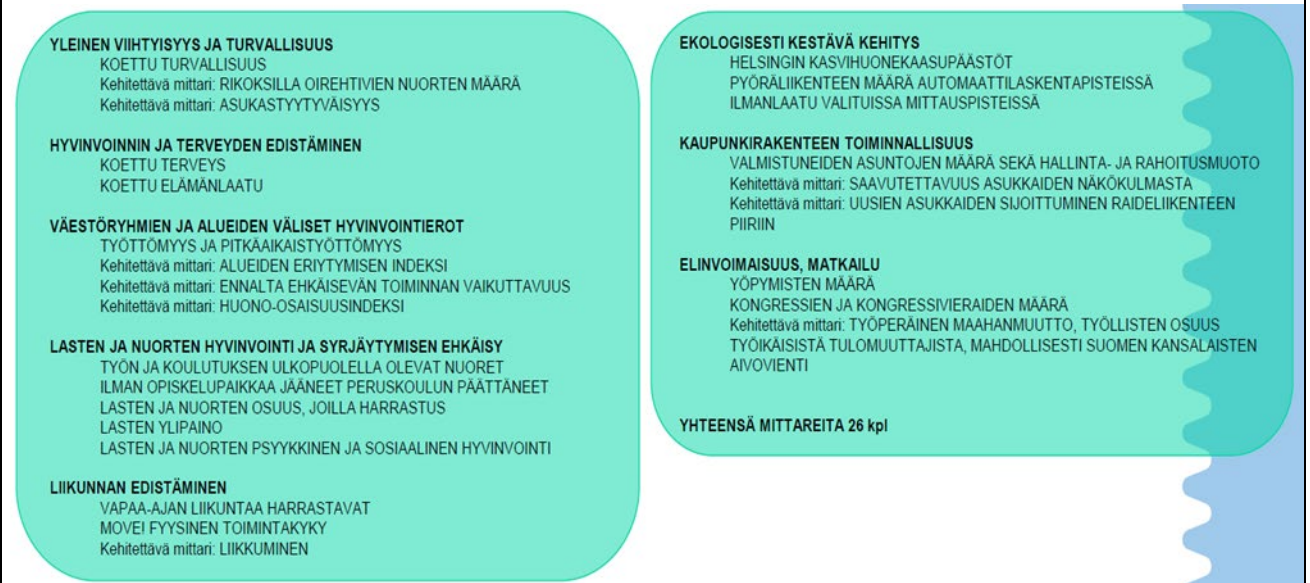 YLEINEN VIIHTYISYYS JA TURVALLISUUS
KOETTU TURVALLISUUS
Kehitettävä mittari: RIKOKSILLA OIREHTIVIEN NUORTEN MÄÄRÄ
Kehitettävä mittari: ASUKASTYYTYVÄISYYS
HYVINVOINNIN JA TERVEYDEN EDISTÄMINEN
KOETTU TERVEYS
KOETTU ELÄMÄNLAATU
VÄESTÖRYHMIEN JA ALUEIDEN VÄLISET HYVINVOINTIEROT
TYÖTTÖMYYS JA PITKÄAIKAISTYÖTTÖMYYS
Kehitettävä mittari: ALUEIDEN ERIYTYMISEN INDEKSI
Kehitettävä mittari: ENNALTA EHKÄISEVÄN TOIMINNAN VAIKUTTAVUUS
Kehitettävä mittari: HUONO-OSAISUUSINDEKSI
LASTEN JA NUORTEN HYVINVOINTI JA SYRJÄYTYMISEN EHKÄISY
TYÖN JA KOULUTUKSEN ULKOPUOLELLA OLEVAT NUORET
ILMAN OPISKELUPAIKKAA JÄÄNEET PERUSKOULUN PÄÄTTÄNEET
LASTEN JA NUORTEN OSUUS, JOILLA HARRASTUS
LASTEN YLIPAINO
LASTEN JA NUORTEN PSYYKKINEN JA SOSIAALINEN HYVINVOINTI
LIIKUNNAN EDISTÄMINEN
VAPAA-AJAN LIIKUNTAA HARRASTAVAT
MOVE! FYYSINEN TOIMINTAKYKY
Kehitettävä mittari: LIIKKUMINEN
EKOLOGISESTI KESTÄVÄ KEHITYS
HELSINGIN KASVIHUONEKAASUPÄÄSTÖT
PYÖRÄLIIKENTEEN MÄÄRÄ AUTOMAATTILASKENTAPISTEISSÄ
ILMANLAATU VALITUISSA MITTAUSPISTEISSÄ
KAUPUNKIRAKENTEEN TOIMINNALLISUUS
VALMISTUNEIDEN ASUNTOJEN MÄÄRÄ SEKÄ HALLINTA- JA RAHOITUSMUOTO
Kehitettävä mittari: SAAVUTETTAVUUS ASUKKAIDEN NÄKÖKULMASTA
Kehitettävä mittari: UUSIEN ASUKKAIDEN SIJOITTUMINEN RAIDELIIKENTEEN
PIIRIIN
ELINVOIMAISUUS, MATKAILU
YÖPYMISTEN MÄÄRÄ
KONGRESSIEN JA KONGRESSIVIERAIDEN MÄÄRÄ
Kehitettävä mittari: TYÖPERÄINEN MAAHANMUUTTO, TYÖLLISTEN OSUUS
TYÖIKÄISISTÄ TULOMUUTTAJISTA, MAHDOLLISESTI SUOMEN KANSALAISTEN
AIVOVIENTI
YHTEENSÄ MITTAREITA 26 kpl